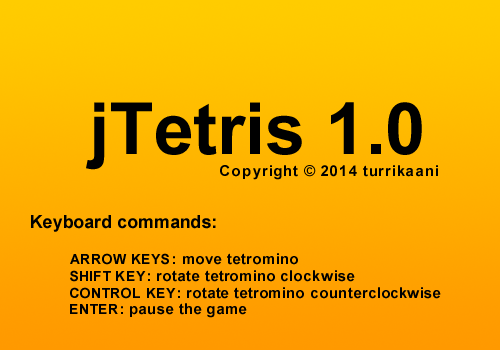 jTetris 1.0
Copyright © 2014 turrikaani
Keyboard commands:
ARROW KEYS: move tetromino
SHIFT KEY: rotate tetromino clockwise
CONTROL KEY: rotate tetromino counterclockwise
ENTER: pause the game